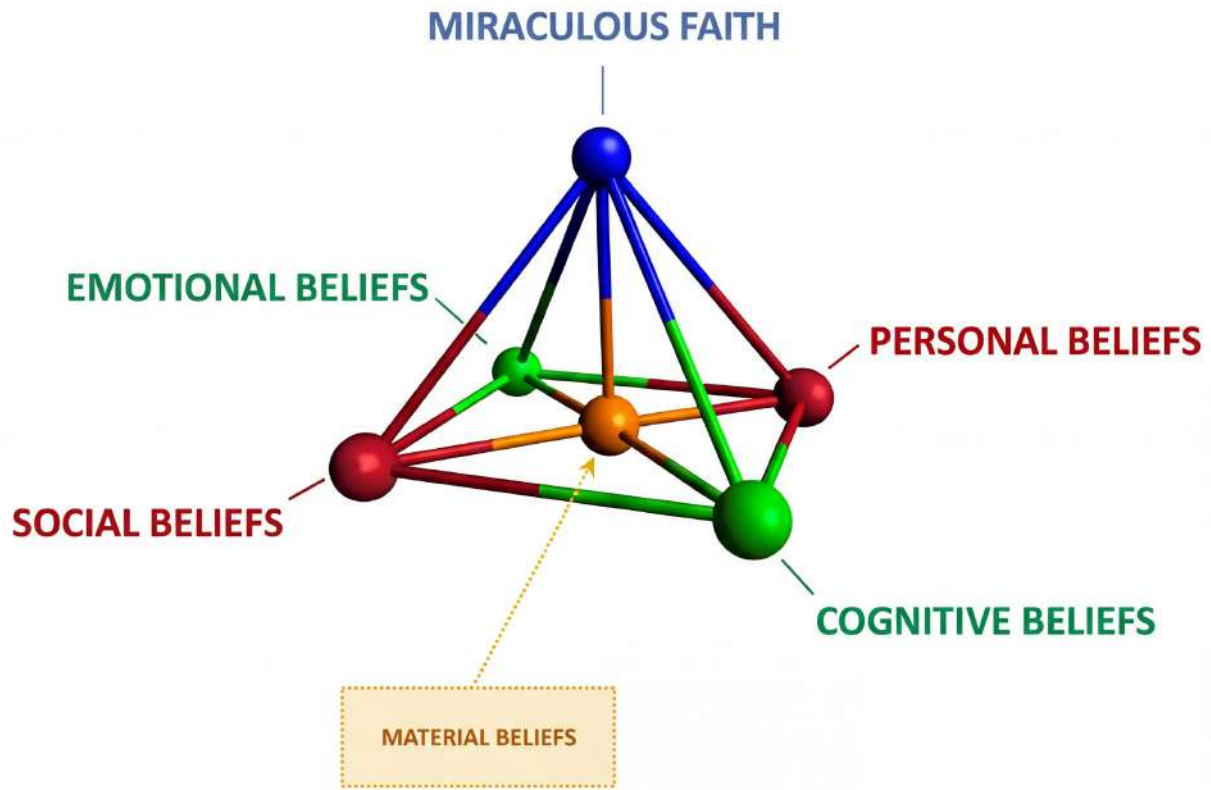 MIRACULOUS FAITH
EMOTIONAL BELIEFS
PERSONAL BELIEFS
SOCIAL BELIEFS
COGNITIVE BELIEFS
MATERIAL BELIEFS